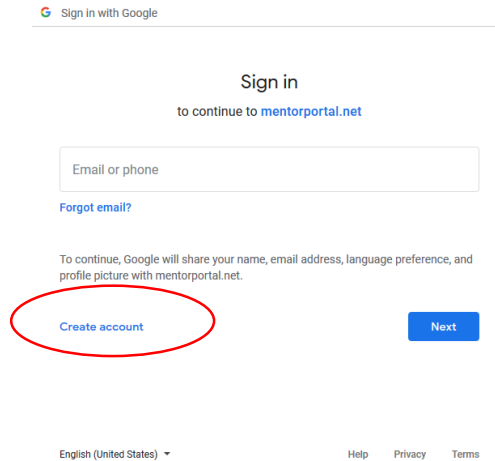 Sign in with Google
Sign in
to continue to mentorportal.net
Email or phone
Forgot email?
To continue, Google will share your name, email address, language preference, and
profile picture with mentorportal.net.
Create account
Next
English (United States)
Help Privacy Terms